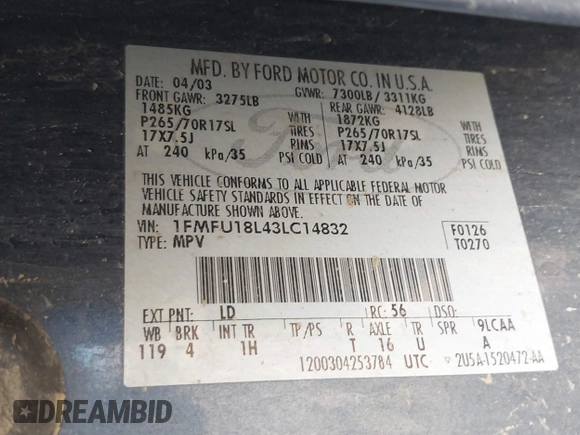 MFD. BY FORD MOTOR CO. IN U.S.A.
DATE: 04/03 GVWR: 7300LB / 3311KG
FRONT GAWR: 3275LB REAR GAWR: 4128LB
1485KG WITH 1872KG WITH
P265/70R17SL TIRES P265/70R17SL TIRES
17X7.5J RIMS 17X7.5J RIMS
AT 240 kPa/35 PSI COLD AT 240 kPa/35 PSI COLD
THIS VEHICLE CONFORMS TO ALL APPLICABLE FEDERAL MOTOR
VEHICLE SAFETY STANDARDS IN EFFECT ON THE DATE OF
MANUFACTURE SHOWN ABOVE.
VIN: 1FMFU18L43LC14832 F0126
TYPE: MPV T0270
EXT PNT: LD RC: 56 DSO:
WB BRK INT TR TP/PS R AXLE TR SPR 9LCAA
119 4 1H T 16 U A
1200304253784 UTC 2U5A-1520472-AA
Ford
DREAMBID